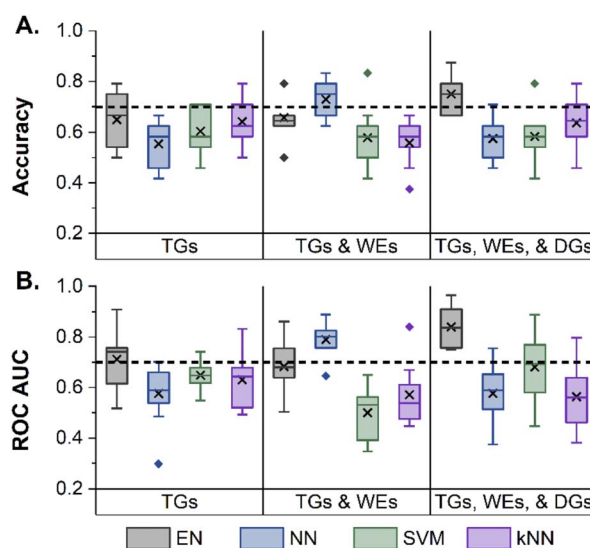 A.
1.0
0.8
0.6
0.4
0.2
Accuracy
TGs
TGs & WEs
TGs, WEs, & DGs
B.
1.0
0.8
0.6
0.4
0.2
ROC AUC
TGs
TGs & WEs
TGs, WEs, & DGs
EN
NN
SVM
kNN